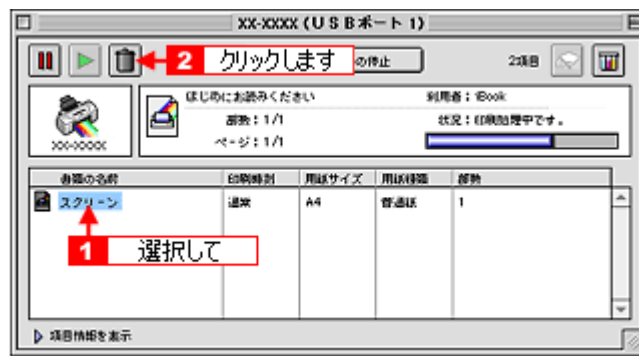 XX-XXXX (USBポート 1)
2 クリックします の停止 2項目
はじめにお読みください 利用者：iBook
部数：1/1 状況：印刷処理中です。
ページ：1/1
XX-XXXX
書類の名前 印刷時刻 用紙サイズ 用紙種類 部数
スクリーン 通常 A4 普通紙 1
1 選択して
項目情報を表示